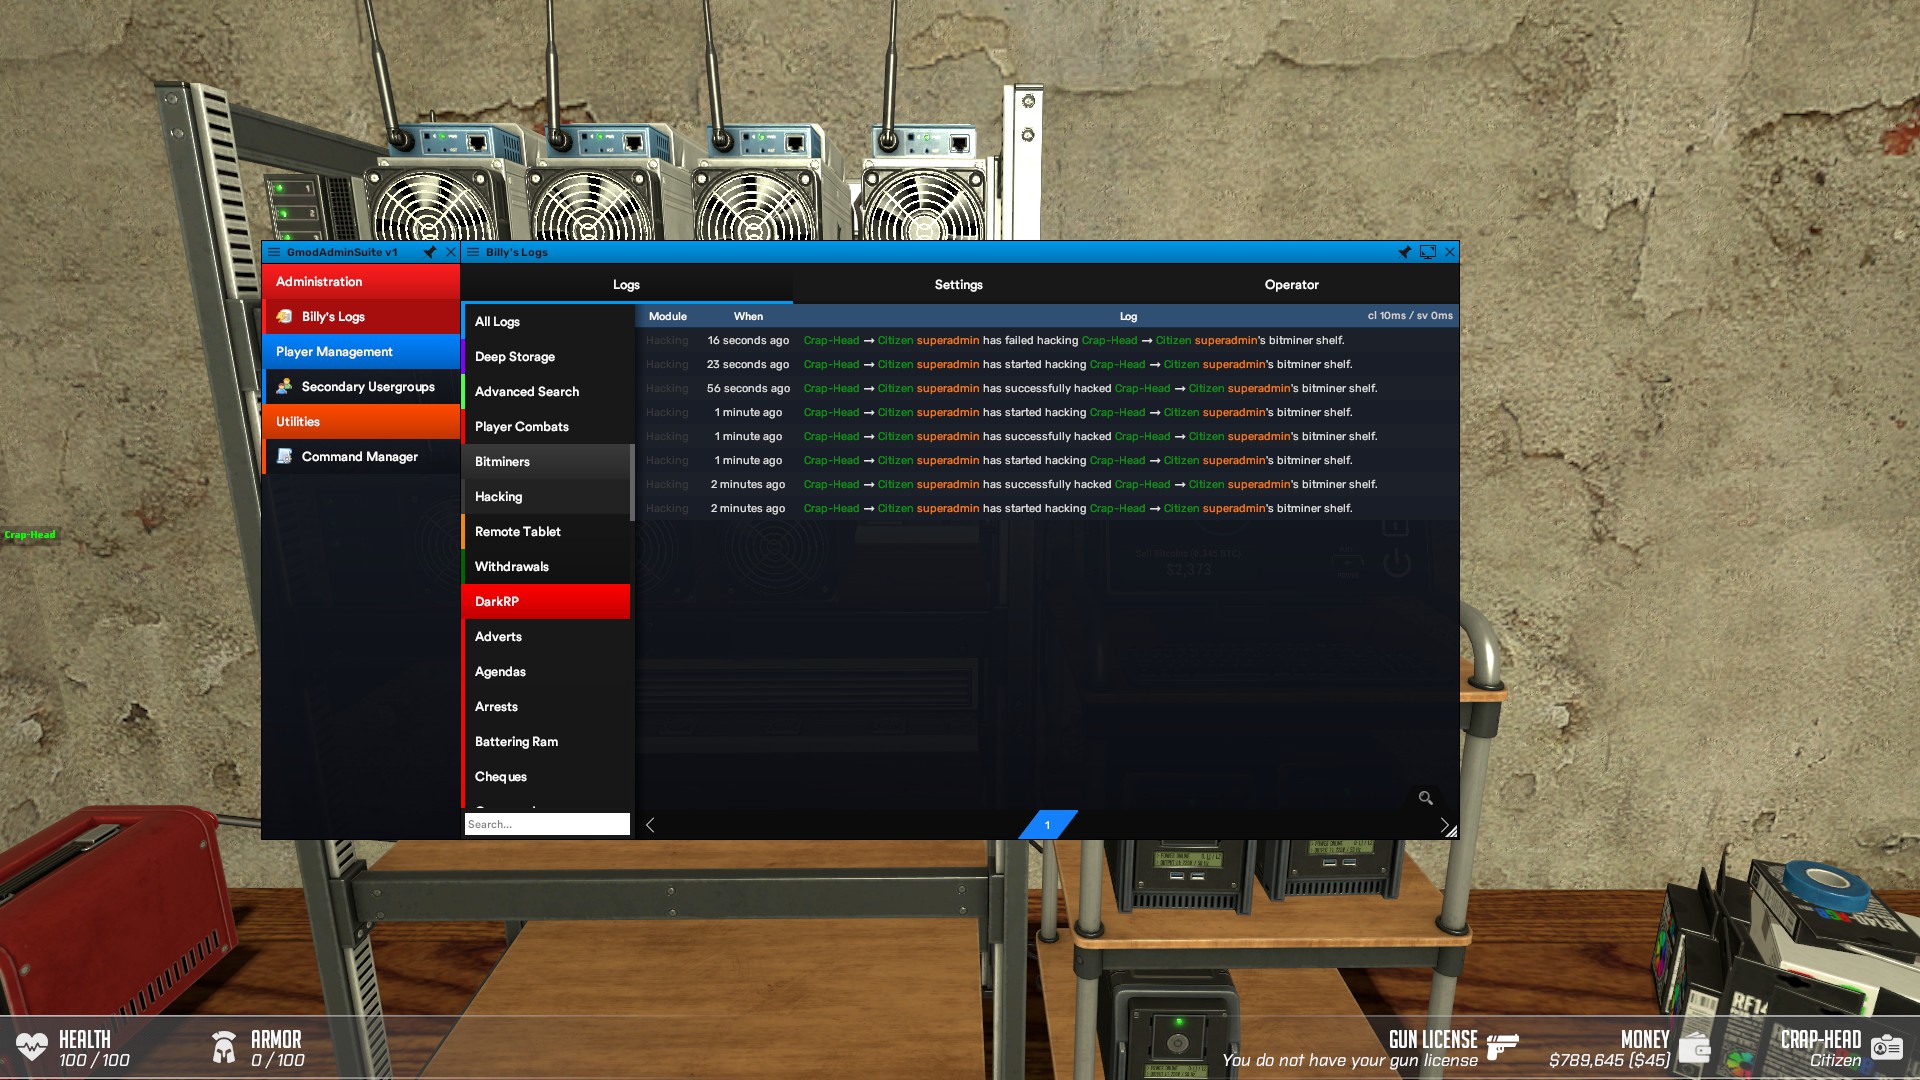 GmodAdminSuite v1
Billy's Logs
Administration
Billy's Logs
Player Management
Secondary Usergroups
Utilities
Command Manager
Logs
Settings
Operator
All Logs
Deep Storage
Advanced Search
Player Combats
Bitminers
Hacking
Remote Tablet
Withdrawals
DarkRP
Adverts
Agendas
Arrests
Battering Ram
Cheques
Search...
Module When Log cl 10ms / sv 0ms
Hacking 16 seconds ago Crap-Head → Citizen superadmin has failed hacking Crap-Head → Citizen superadmin's bitminer shelf.
Hacking 23 seconds ago Crap-Head → Citizen superadmin has started hacking Crap-Head → Citizen superadmin's bitminer shelf.
Hacking 56 seconds ago Crap-Head → Citizen superadmin has successfully hacked Crap-Head → Citizen superadmin's bitminer shelf.
Hacking 1 minute ago Crap-Head → Citizen superadmin has started hacking Crap-Head → Citizen superadmin's bitminer shelf.
Hacking 1 minute ago Crap-Head → Citizen superadmin has successfully hacked Crap-Head → Citizen superadmin's bitminer shelf.
Hacking 1 minute ago Crap-Head → Citizen superadmin has started hacking Crap-Head → Citizen superadmin's bitminer shelf.
Hacking 2 minutes ago Crap-Head → Citizen superadmin has successfully hacked Crap-Head → Citizen superadmin's bitminer shelf.
Hacking 2 minutes ago Crap-Head → Citizen superadmin has started hacking Crap-Head → Citizen superadmin's bitminer shelf.
$2,373
1
Crap-Head
HEALTH
100 / 100
ARMOR
0 / 100
GUN LICENSE
You do not have your gun license
MONEY
$789,645 ($45)
CRAP-HEAD
Citizen